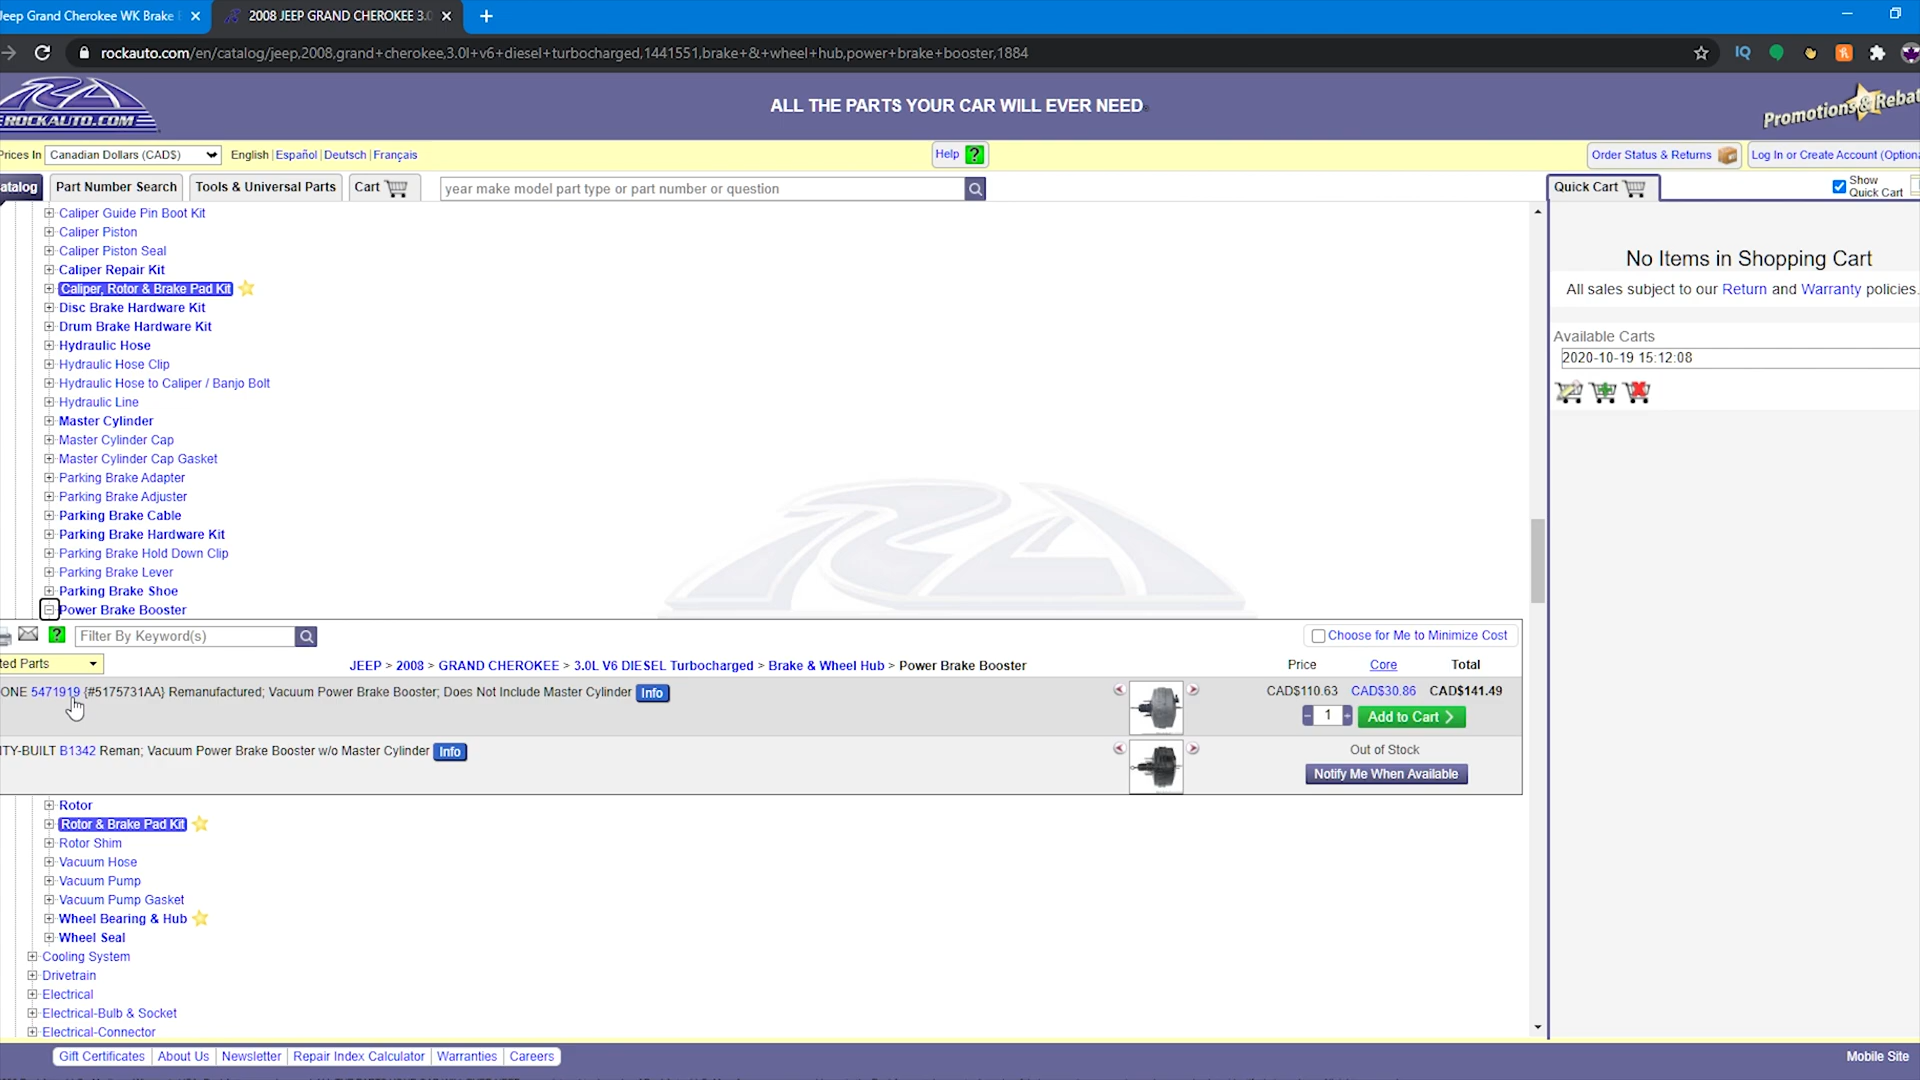 Jeep Grand Cherokee WK Brake
2008 JEEP GRAND CHEROKEE 3.0
rockauto.com/en/catalog/jeep,2008,grand+cherokee,3.0l+v6+diesel+turbocharged,1441551,brake+&+wheel+hub,power+brake+booster,1884
IQ
ROCKAUTO.COM
ALL THE PARTS YOUR CAR WILL EVER NEED
Promotions & Rebat
Prices In Canadian Dollars (CAD$) English | Español | Deutsch | Français
Help ?
Order Status & Returns
Log In or Create Account (Optiona
atalog Part Number Search Tools & Universal Parts Cart
year make model part type or part number or question
Quick Cart
Show Quick Cart
Caliper Guide Pin Boot Kit
Caliper Piston
Caliper Piston Seal
Caliper Repair Kit
Caliper, Rotor & Brake Pad Kit
Disc Brake Hardware Kit
Drum Brake Hardware Kit
Hydraulic Hose
Hydraulic Hose Clip
Hydraulic Hose to Caliper / Banjo Bolt
Hydraulic Line
Master Cylinder
Master Cylinder Cap
Master Cylinder Cap Gasket
Parking Brake Adapter
Parking Brake Adjuster
Parking Brake Cable
Parking Brake Hardware Kit
Parking Brake Hold Down Clip
Parking Brake Lever
Parking Brake Shoe
Power Brake Booster
No Items in Shopping Cart
All sales subject to our Return and Warranty policies.
Available Carts
2020-10-19 15:12:08
? Filter By Keyword(s)
Choose for Me to Minimize Cost
ted Parts
JEEP > 2008 > GRAND CHEROKEE > 3.0L V6 DIESEL Turbocharged > Brake & Wheel Hub > Power Brake Booster
Price Core Total
ONE 5471919 {#5175731AA} Remanufactured; Vacuum Power Brake Booster; Does Not Include Master Cylinder Info
CAD$110.63 CAD$30.86 CAD$141.49
1 Add to Cart
ITY-BUILT B1342 Reman; Vacuum Power Brake Booster w/o Master Cylinder Info
Out of Stock
Notify Me When Available
Rotor
Rotor & Brake Pad Kit
Rotor Shim
Vacuum Hose
Vacuum Pump
Vacuum Pump Gasket
Wheel Bearing & Hub
Wheel Seal
Cooling System
Drivetrain
Electrical
Electrical-Bulb & Socket
Electrical-Connector
Gift Certificates About Us Newsletter Repair Index Calculator Warranties Careers
Mobile Site